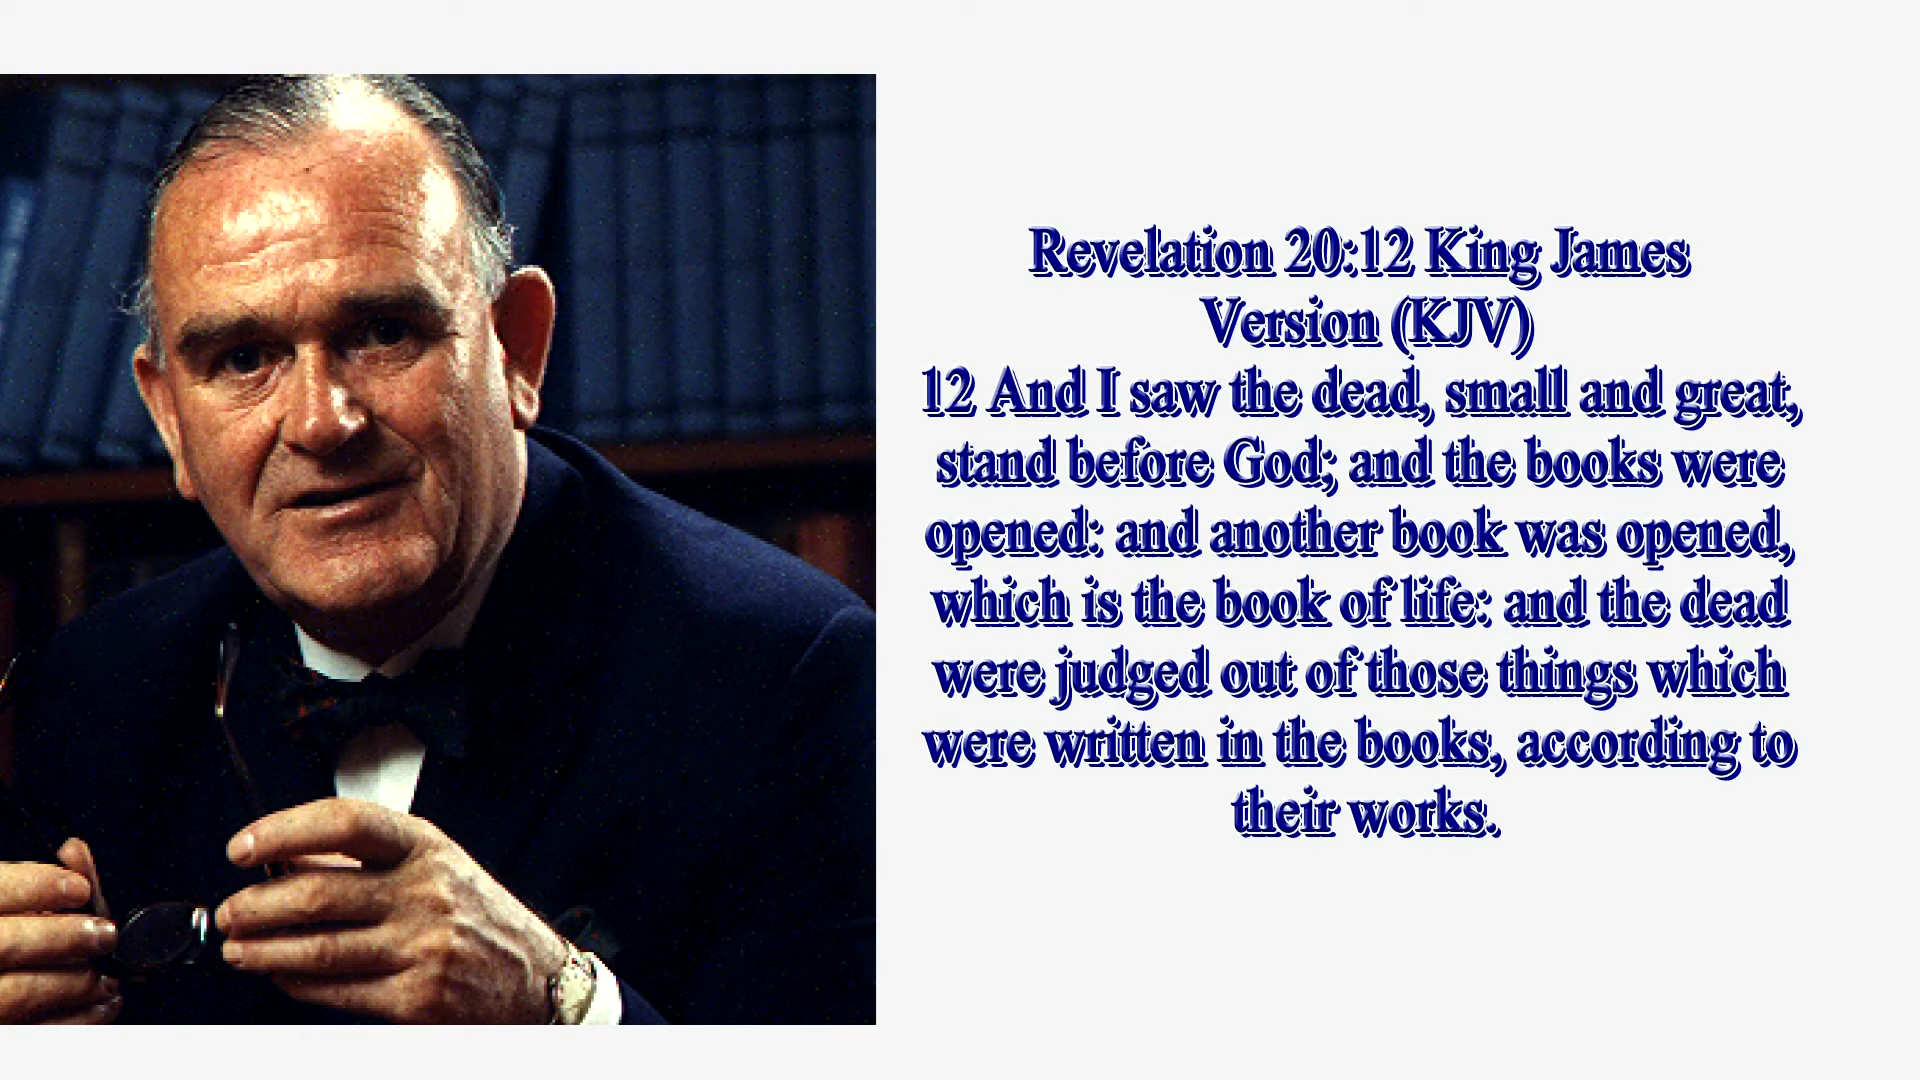 Revelation 20:12 King James
Version (KJV)
12 And I saw the dead, small and great,
stand before God; and the books were
opened: and another book was opened,
which is the book of life: and the dead
were judged out of those things which
were written in the books, according to
their works.